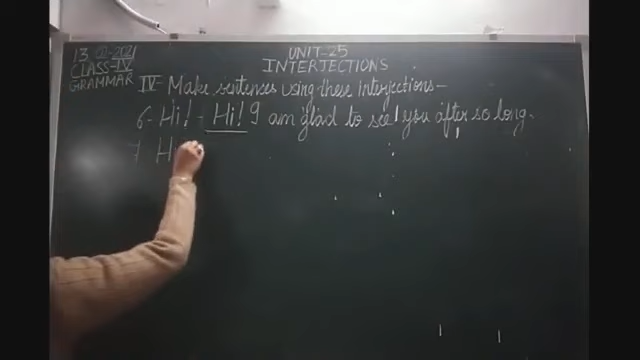 13-02-2021
UNIT-25
CLASS-IV
INTERJECTIONS
GRAMMAR
IV- Make sentences using these interjections-
6- Hi! - Hi! I am glad to see you after so long.
7 H